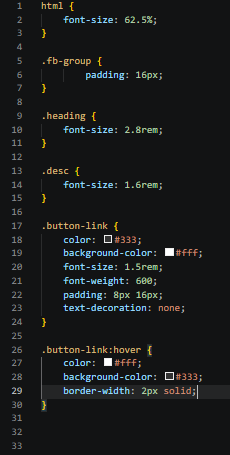 1 html {
2 font-size: 62.5%;
3 }
4
5 .fb-group {
6 padding: 16px;
7 }
8
9 .heading {
10 font-size: 2.8rem;
11 }
12
13 .desc {
14 font-size: 1.6rem;
15 }
16
17 .button-link {
18 color: #333;
19 background-color: #fff;
20 font-size: 1.5rem;
21 font-weight: 600;
22 padding: 8px 16px;
23 text-decoration: none;
24 }
25
26 .button-link:hover {
27 color: #fff;
28 background-color: #333;
29 border-width: 2px solid;
30 }
31
32
33